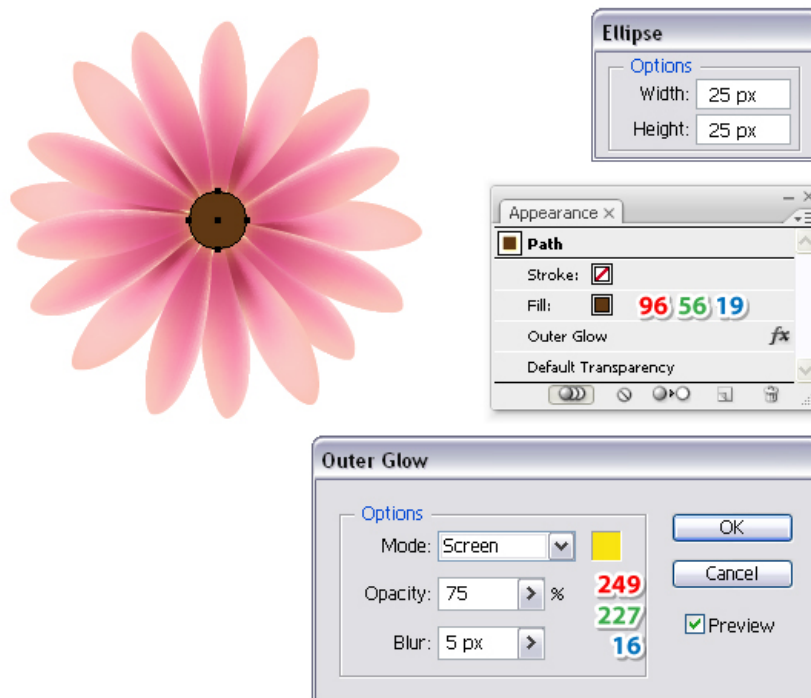 Ellipse
Options
Width: 25 px
Height: 25 px
Appearance ×
Path
Stroke:
Fill: 96 56 19
Outer Glow fx
Default Transparency
Outer Glow
Options
Mode: Screen
Opacity: 75 %
Blur: 5 px
249
227
16
OK
Cancel
Preview